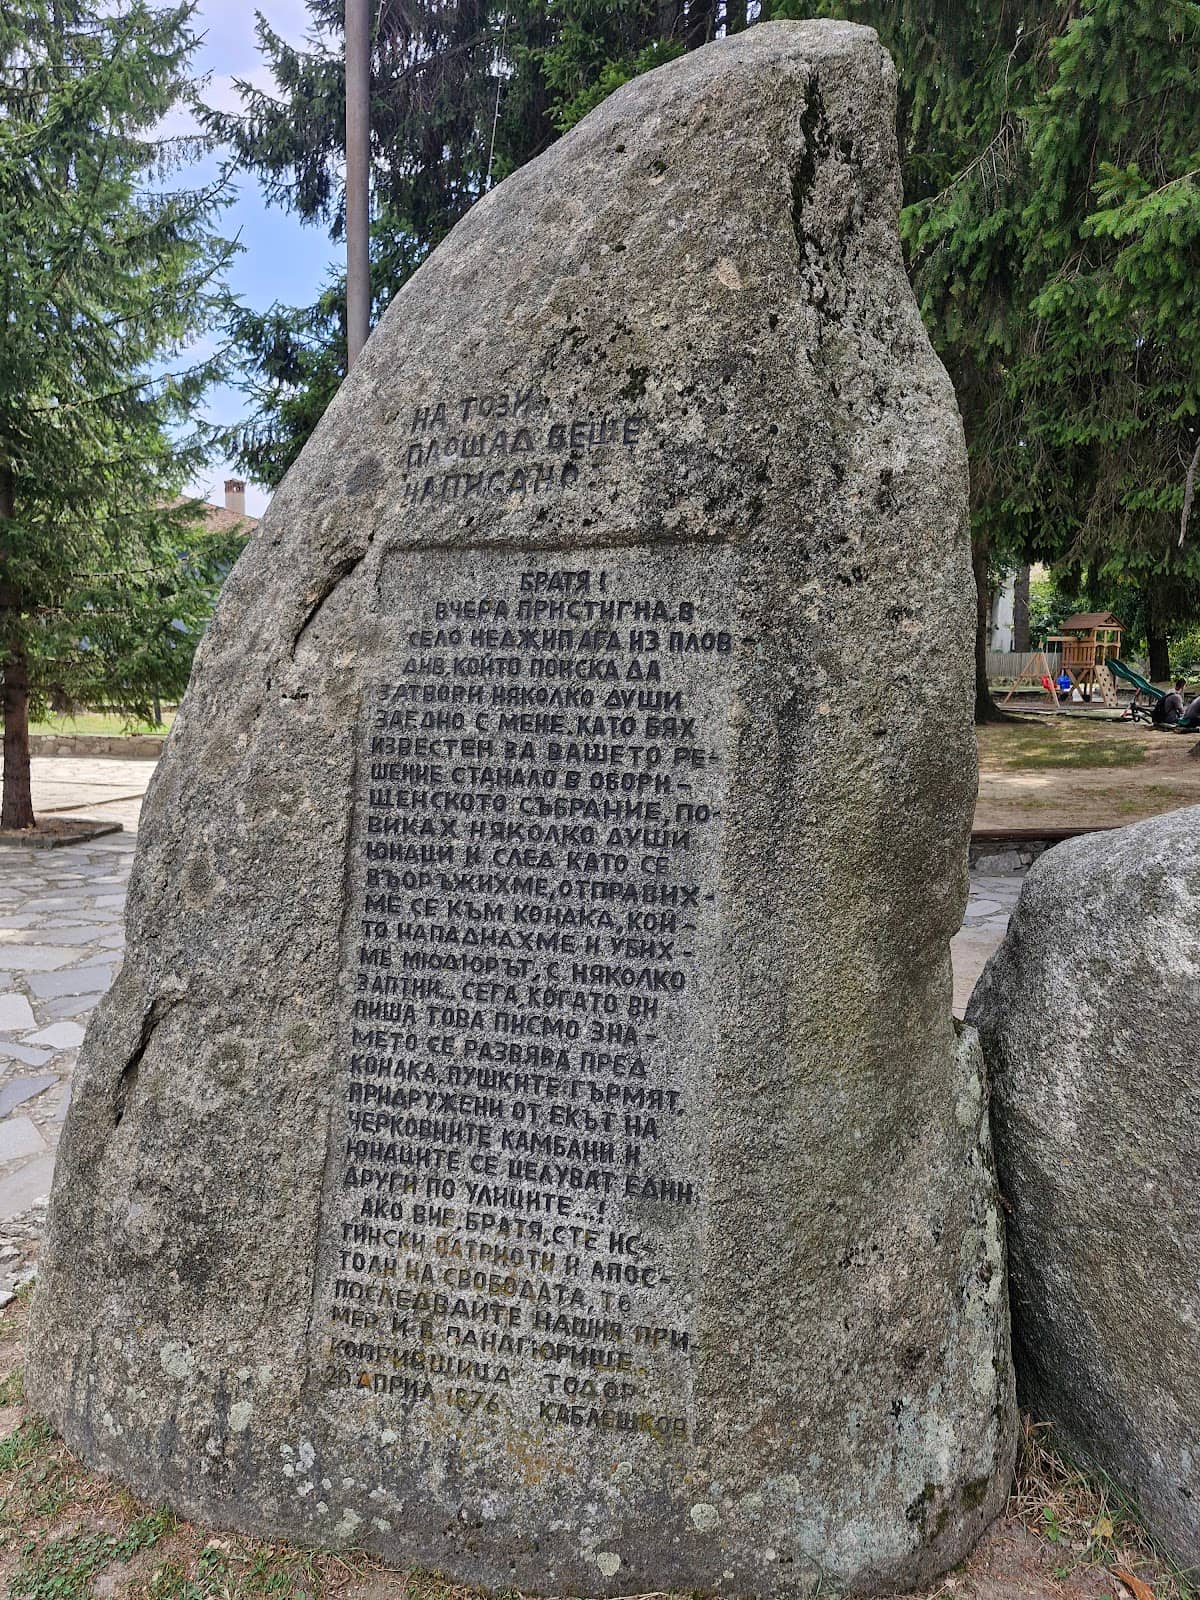 НА ТОЗИ
ПЛОЩАД БЕШЕ
НАПИСАНО:
БРАТЯ!
ВЧЕРА ПРИСТИГНА В
СЕЛО НЕДЖИП АГА ИЗ ПЛОВ-
ДИВ, КОЙТО ПОИСКА ДА
ЗАТВОРИ НЯКОЛКО ДУШИ
ЗАЕДНО С МЕНЕ. КАТО БЯХ
ИЗВЕСТЕН ЗА ВАШЕТО РЕ-
ШЕНИЕ СТАНАЛО В ОБОРИ-
ЩЕНСКОТО СЪБРАНИЕ, ПО-
ВИКАХ НЯКОЛКО ДУШИ
ЮНАЦИ И СЛЕД КАТО СЕ
ВЪОРЪЖИХМЕ, ОТПРАВИХ-
МЕ СЕ КЪМ КОНАКА, КОЙ-
ТО НАПАДНАХМЕ И УБИХ-
МЕ МЮДЮРЪТ, С НЯКОЛКО
ЗАПТИИ... СЕГА, КОГАТО ВИ
ПИША ТОВА ПИСМО ЗНА-
МЕТО СЕ РАЗВЯВА ПРЕД
КОНАКА, ПУШКИТЕ ГЪРМЯТ,
ПРИДРУЖЕНИ ОТ ЕКЪТ НА
ЧЕРКОВНИТЕ КАМБАНИ И
ЮНАЦИТЕ СЕ ЦЕЛУВАТ ЕДИН
ДРУГИ ПО УЛИЦИТЕ...!
АКО ВИЕ, БРАТЯ, СТЕ ИС-
ТИНСКИ ПАТРИОТИ И АПОС-
ТОЛИ НА СВОБОДАТА, ТО
ПОСЛЕДВАЙТЕ НАШИЯ ПРИ-
МЕР И В ПАНАГЮРИЩЕ.
КОПРИВЩИЦА ТОДОР
20 АПРИЛ 1876 КАБЛЕШКОВ